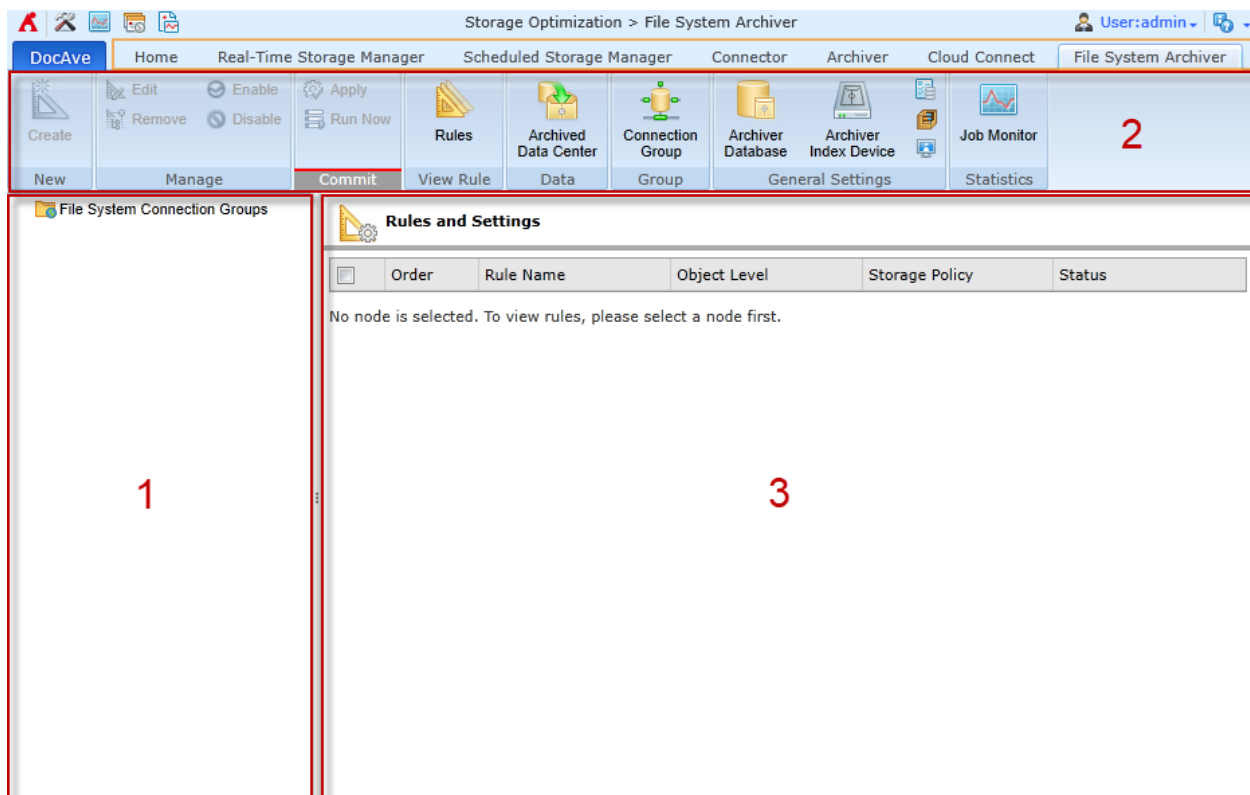 Storage Optimization > File System Archiver
User:admin
DocAve Home Real-Time Storage Manager Scheduled Storage Manager Connector Archiver Cloud Connect File System Archiver
Create
Edit
Remove
Enable
Disable
Apply
Run Now
Rules
Archived
Data Center
Connection
Group
Archiver
Database
Archiver
Index Device
Job Monitor
2
New Manage Commit View Rule Data Group General Settings Statistics
File System Connection Groups
1
Rules and Settings
Order Rule Name Object Level Storage Policy Status
No node is selected. To view rules, please select a node first.
3